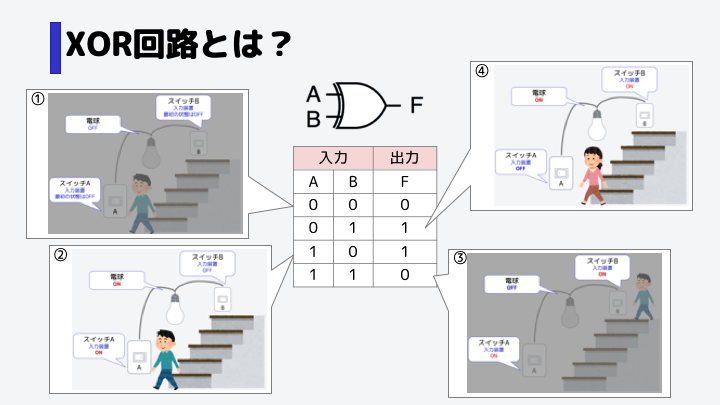 XOR回路とは？
①
スイッチB
入力装置
最初の状態はOFF
電球
OFF
B
スイッチA
入力装置
最初の状態はOFF
A
A
B
F
入力 出力
A B F
0 0 0
0 1 1
1 0 1
1 1 0
④
スイッチB
入力装置
ON
電球
ON
B
スイッチA
入力装置
OFF
A
②
スイッチB
入力装置
OFF
電球
ON
B
スイッチA
入力装置
ON
A
③
スイッチB
入力装置
ON
電球
OFF
B
スイッチA
入力装置
ON
A